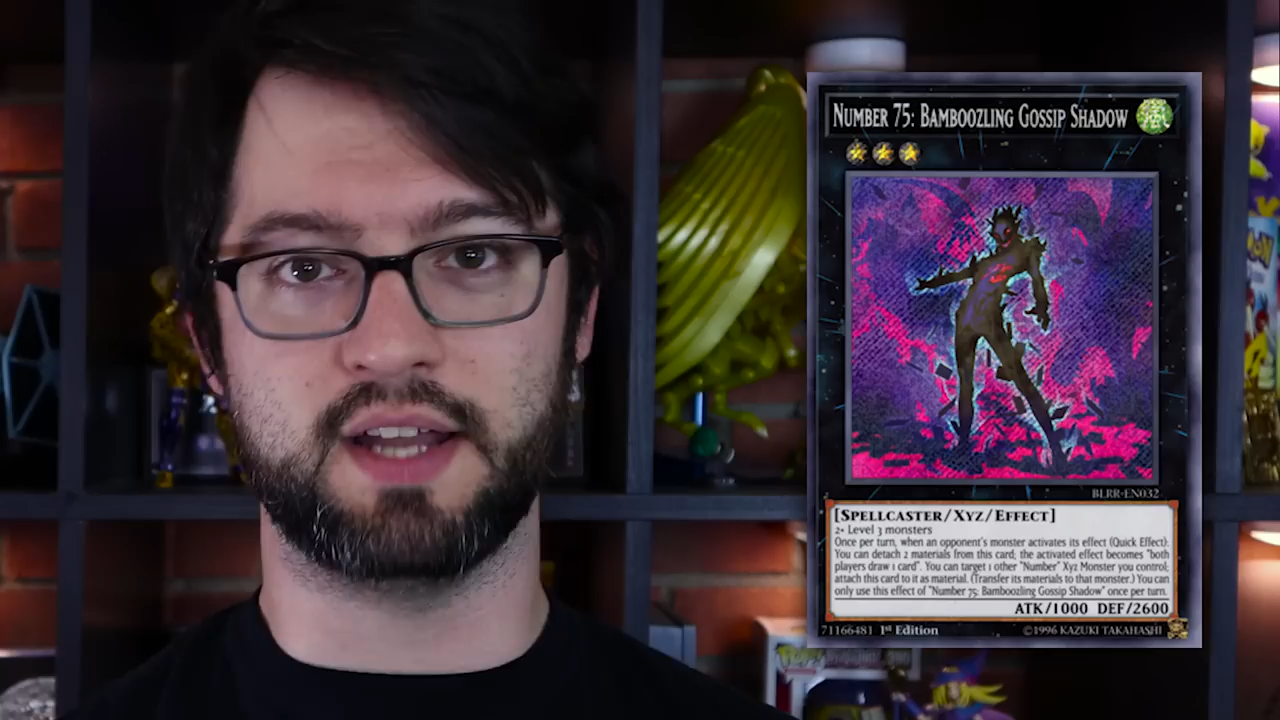 NUMBER 75: BAMBOOZLING GOSSIP SHADOW
BLRR-EN032
[SPELLCASTER/XYZ/EFFECT]
2+ Level 3 monsters
Once per turn, when an opponent's monster activates its effect (Quick Effect):
You can detach 2 materials from this card; the activated effect becomes "both
players draw 1 card". You can target 1 other "Number" Xyz Monster you control;
attach this card to it as material. (Transfer its materials to that monster.) You can
only use this effect of "Number 75: Bamboozling Gossip Shadow" once per turn.
ATK/1000 DEF/2600
71166481 1st Edition ©1996 KAZUKI TAKAHASHI